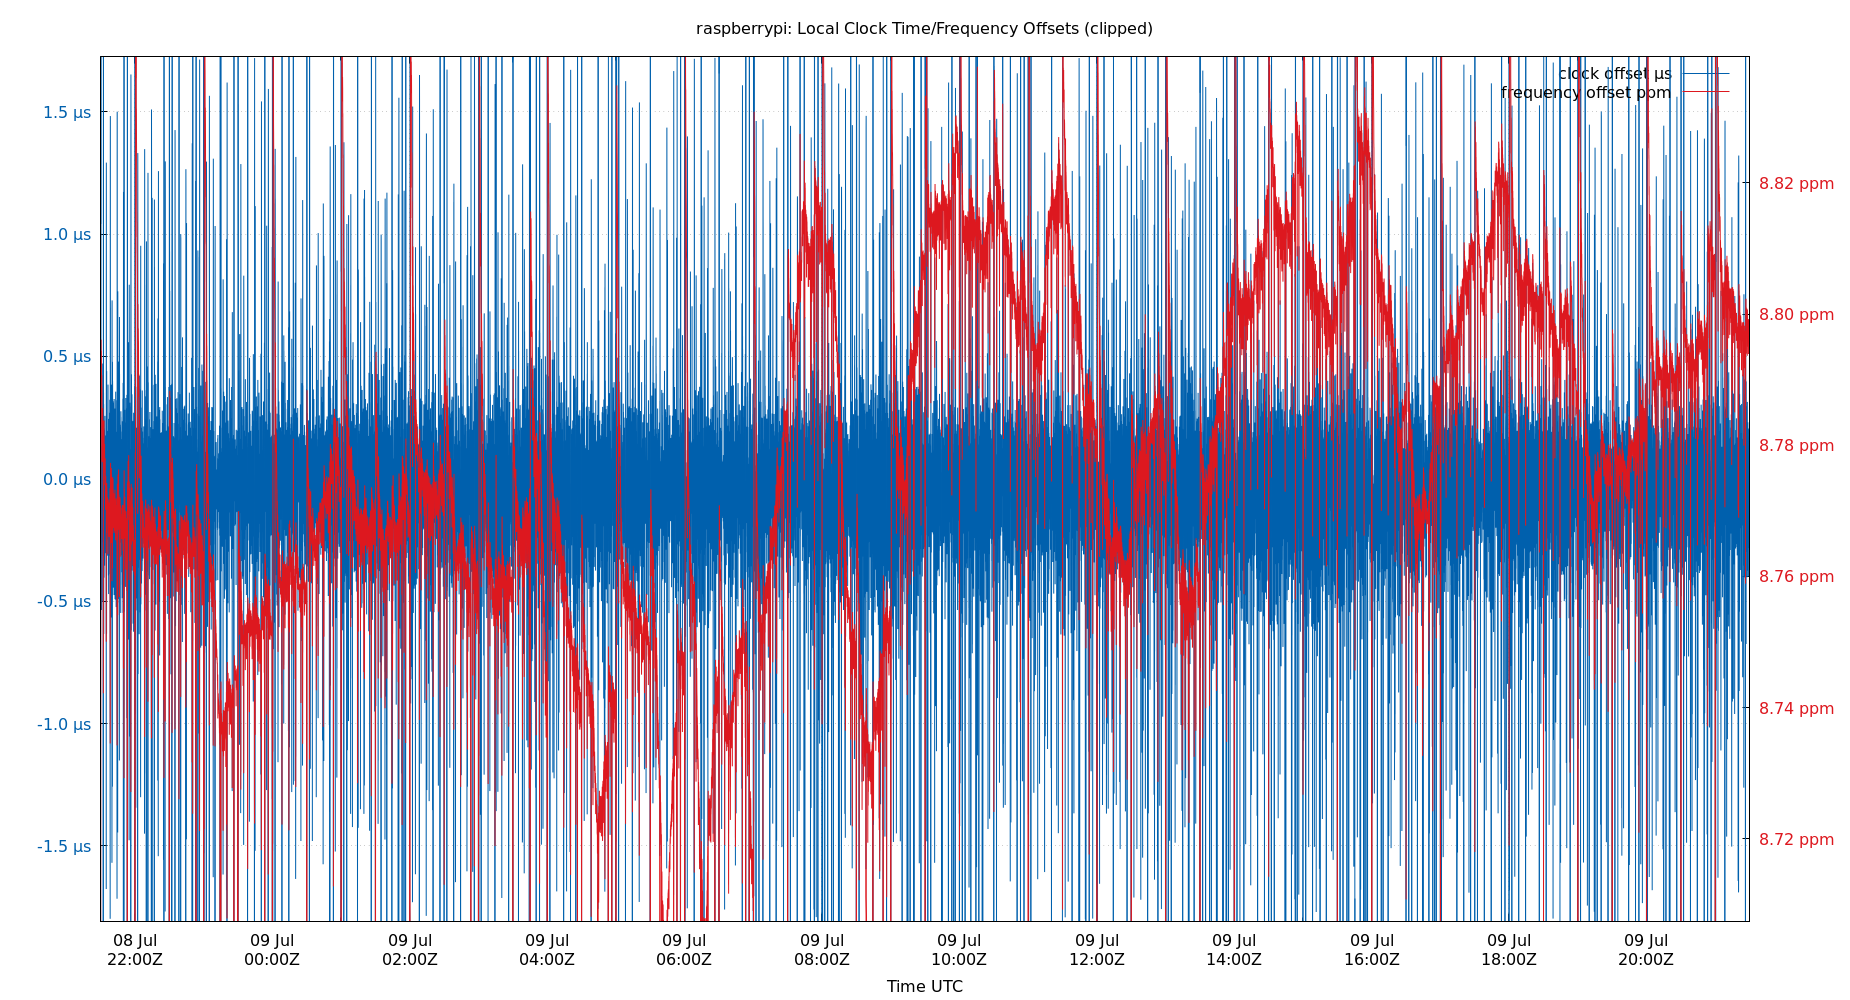 raspberrypi: Local Clock Time/Frequency Offsets (clipped)
clock offset μs
frequency offset ppm
1.5 μs
1.0 μs
0.5 μs
0.0 μs
-0.5 μs
-1.0 μs
-1.5 μs
8.82 ppm
8.80 ppm
8.78 ppm
8.76 ppm
8.74 ppm
8.72 ppm
08 Jul 09 Jul 09 Jul 09 Jul 09 Jul 09 Jul 09 Jul 09 Jul 09 Jul 09 Jul 09 Jul 09 Jul
22:00Z 00:00Z 02:00Z 04:00Z 06:00Z 08:00Z 10:00Z 12:00Z 14:00Z 16:00Z 18:00Z 20:00Z
Time UTC